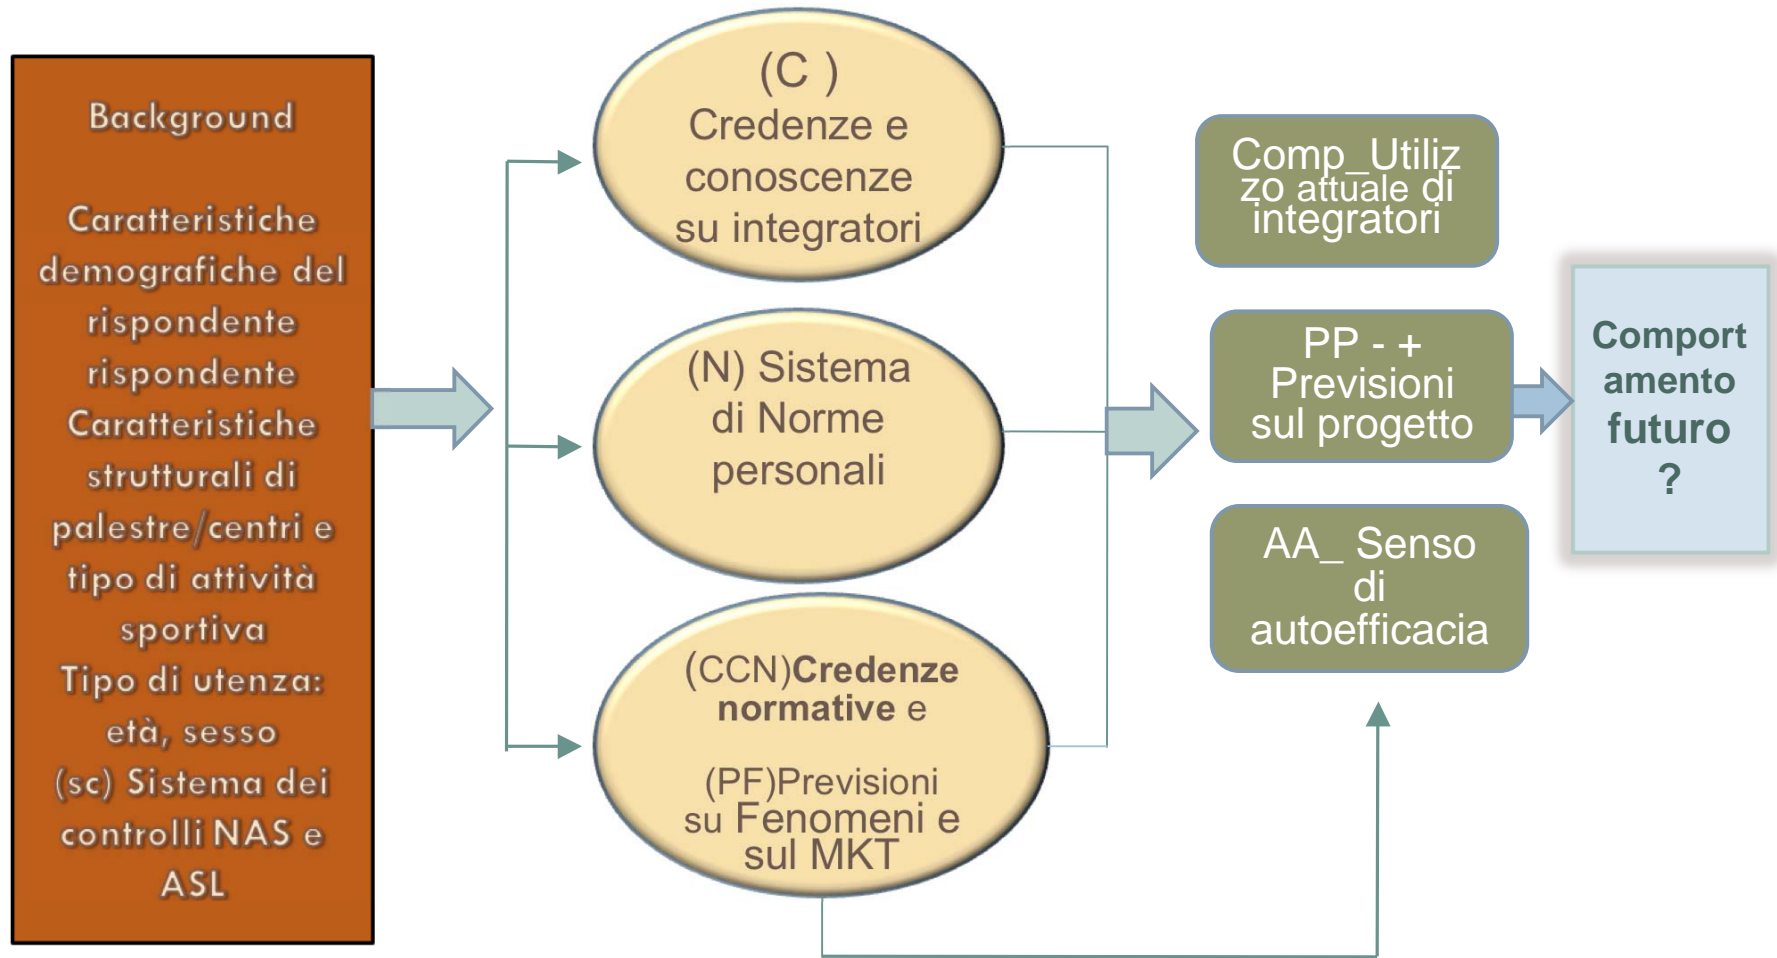 Background
Caratteristiche
demografiche del
rispondente
rispondente
Caratteristiche
strutturali di
palestre/centri e
tipo di attività
sportiva
Tipo di utenza:
età, sesso
(sc) Sistema dei
controlli NAS e
ASL
(C )
Credenze e
conoscenze
su integratori
(N) Sistema
di Norme
personali
(CCN)Credenze
normative e
(PF)Previsioni
su Fenomeni e
sul MKT
Comp_Utiliz
zo attuale di
integratori
PP - +
Previsioni
sul progetto
AA_ Senso
di
autoefficacia
Comport
amento
futuro
?